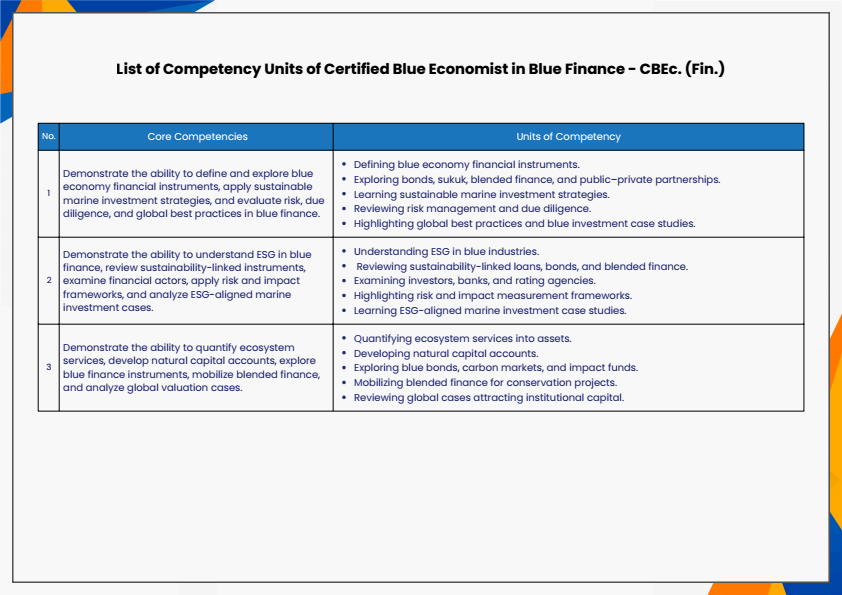 List of Competency Units of Certified Blue Economist in Blue Finance - CBEc. (Fin.)
No.
Core Competencies
Units of Competency
1
Demonstrate the ability to define and explore blue
economy financial instruments, apply sustainable
marine investment strategies, and evaluate risk, due
diligence, and global best practices in blue finance.
• Defining blue economy financial instruments.
• Exploring bonds, sukuk, blended finance, and public–private partnerships.
• Learning sustainable marine investment strategies.
• Reviewing risk management and due diligence.
• Highlighting global best practices and blue investment case studies.
2
Demonstrate the ability to understand ESG in blue
finance, review sustainability-linked instruments,
examine financial actors, apply risk and impact
frameworks, and analyze ESG-aligned marine
investment cases.
• Understanding ESG in blue industries.
• Reviewing sustainability-linked loans, bonds, and blended finance.
• Examining investors, banks, and rating agencies.
• Highlighting risk and impact measurement frameworks.
• Learning ESG-aligned marine investment case studies.
3
Demonstrate the ability to quantify ecosystem
services, develop natural capital accounts, explore
blue finance instruments, mobilize blended finance,
and analyze global valuation cases.
• Quantifying ecosystem services into assets.
• Developing natural capital accounts.
• Exploring blue bonds, carbon markets, and impact funds.
• Mobilizing blended finance for conservation projects.
• Reviewing global cases attracting institutional capital.